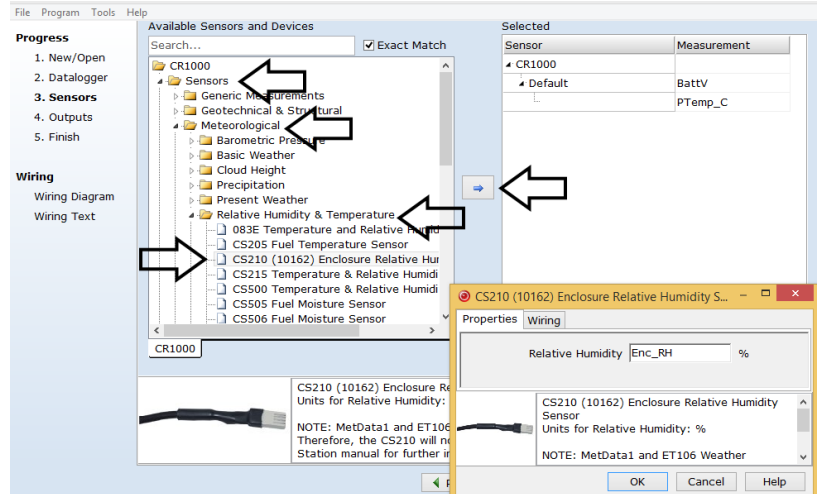 File Program Tools Help
Progress
1. New/Open
2. Datalogger
3. Sensors
4. Outputs
5. Finish
Wiring
Wiring Diagram
Wiring Text
Available Sensors and Devices
Search...
Exact Match
CR1000
Sensors
Generic Measurements
Geotechnical & Structural
Meteorological
Barometric Pressure
Basic Weather
Cloud Height
Precipitation
Present Weather
Relative Humidity & Temperature
083E Temperature and Relative Humid
CS205 Fuel Temperature Sensor
CS210 (10162) Enclosure Relative Hum
CS215 Temperature & Relative Humidi
CS500 Temperature & Relative Humidi
CS505 Fuel Moisture Sensor
CS506 Fuel Moisture Sensor
CR1000
CS210 (10162) Enclosure Re
Units for Relative Humidity:
NOTE: MetData1 and ET106
Therefore, the CS210 will no
Station manual for further in
Selected
Sensor Measurement
CR1000
Default BattV
PTemp_C
CS210 (10162) Enclosure Relative Humidity S...
Properties Wiring
Relative Humidity Enc_RH %
CS210 (10162) Enclosure Relative Humidity
Sensor
Units for Relative Humidity: %
NOTE: MetData1 and ET106 Weather
OK Cancel Help